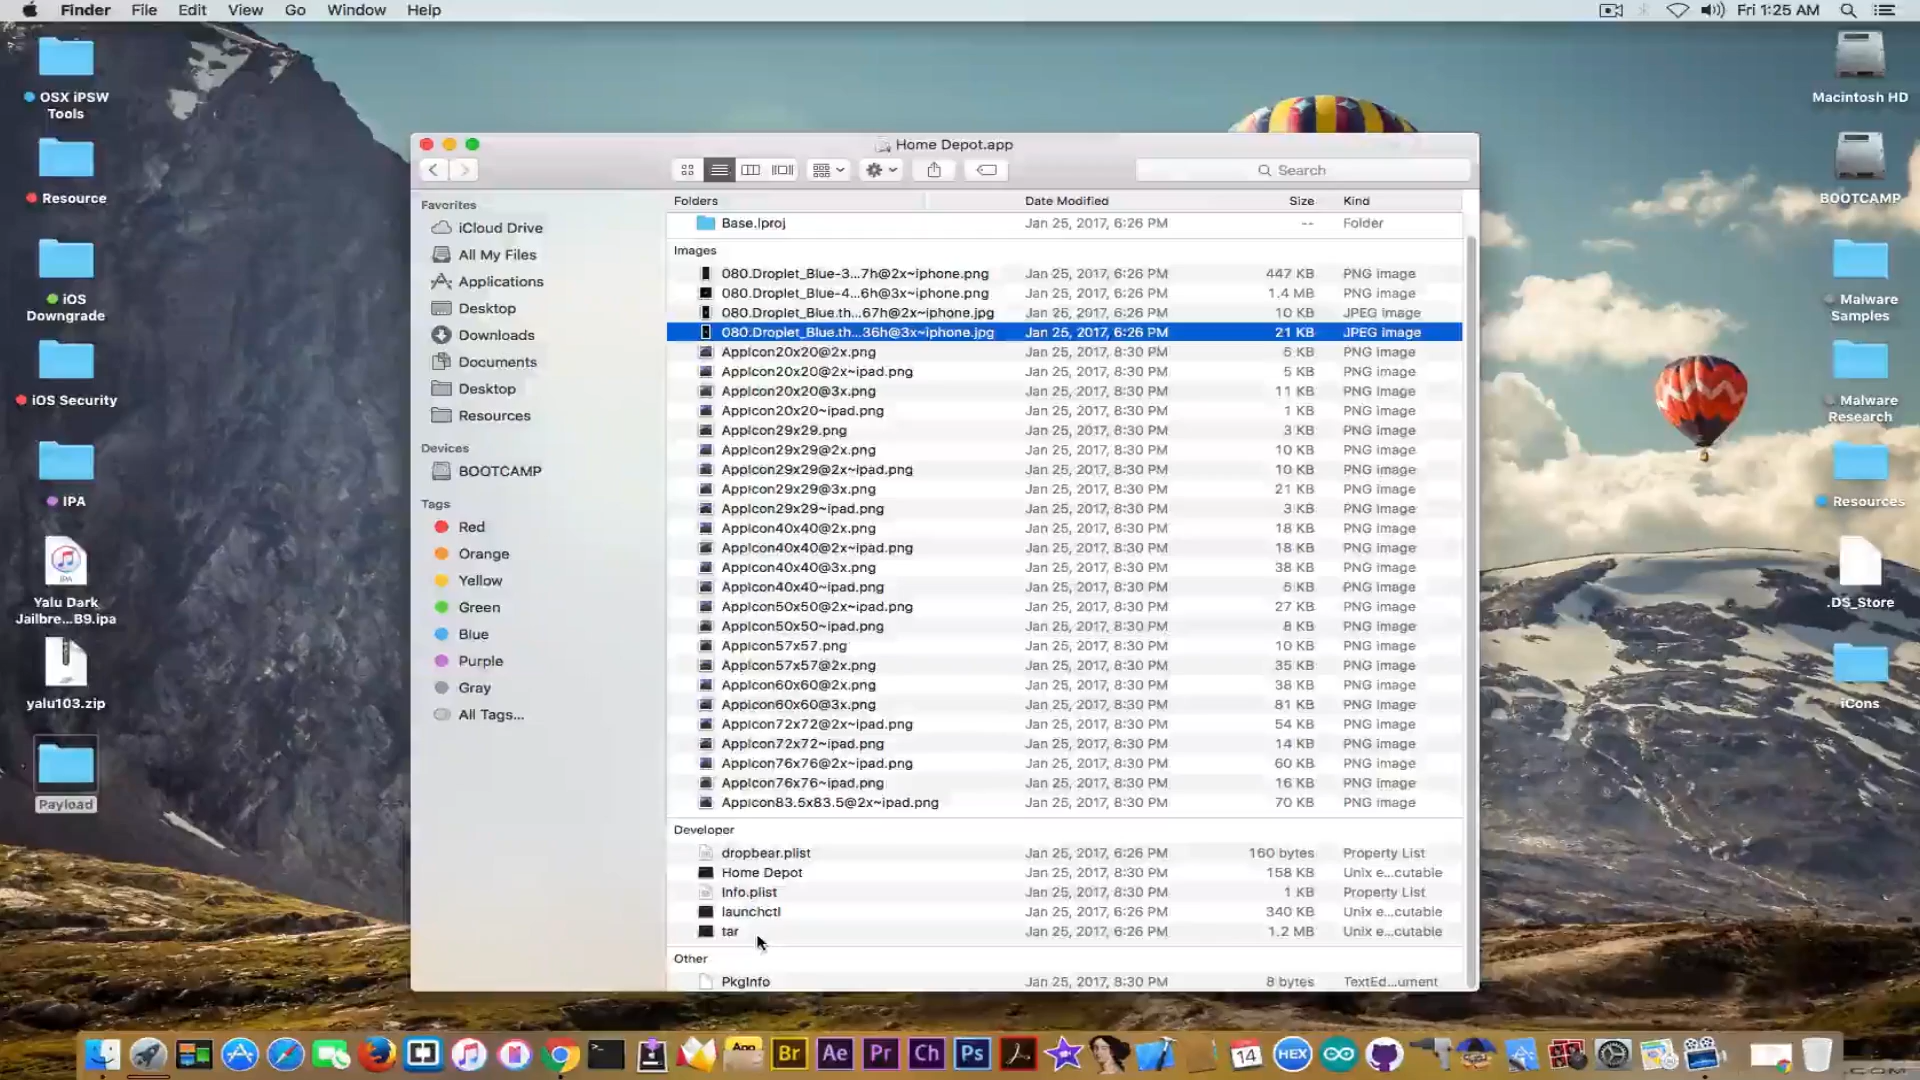 Finder File Edit View Go Window Help
Fri 1:25 AM
OSX iPSW
Tools
Resource
iOS
Downgrade
iOS Security
IPA
IPA
Yalu Dark
Jailbre...B9.ipa
yalu103.zip
Payload
Home Depot.app
Search
Favorites
iCloud Drive
All My Files
Applications
Desktop
Downloads
Documents
Desktop
Resources
Devices
BOOTCAMP
Tags
Red
Orange
Yellow
Green
Blue
Purple
Gray
All Tags...
Folders Date Modified Size Kind
Base.lproj Jan 25, 2017, 6:26 PM -- Folder
Images
080.Droplet_Blue-3...7h@2x~iphone.png Jan 25, 2017, 6:26 PM 447 KB PNG image
080.Droplet_Blue-4...6h@3x~iphone.png Jan 25, 2017, 6:26 PM 1.4 MB PNG image
080.Droplet_Blue.th...67h@2x~iphone.jpg Jan 25, 2017, 6:26 PM 10 KB JPEG image
080.Droplet_Blue.th...36h@3x~iphone.jpg Jan 25, 2017, 6:26 PM 21 KB JPEG image
AppIcon20x20@2x.png Jan 25, 2017, 8:30 PM 5 KB PNG image
AppIcon20x20@2x~ipad.png Jan 25, 2017, 8:30 PM 5 KB PNG image
AppIcon20x20@3x.png Jan 25, 2017, 8:30 PM 11 KB PNG image
AppIcon20x20~ipad.png Jan 25, 2017, 8:30 PM 1 KB PNG image
AppIcon29x29.png Jan 25, 2017, 8:30 PM 3 KB PNG image
AppIcon29x29@2x.png Jan 25, 2017, 8:30 PM 10 KB PNG image
AppIcon29x29@2x~ipad.png Jan 25, 2017, 8:30 PM 10 KB PNG image
AppIcon29x29@3x.png Jan 25, 2017, 8:30 PM 21 KB PNG image
AppIcon29x29~ipad.png Jan 25, 2017, 8:30 PM 3 KB PNG image
AppIcon40x40@2x.png Jan 25, 2017, 8:30 PM 18 KB PNG image
AppIcon40x40@2x~ipad.png Jan 25, 2017, 8:30 PM 18 KB PNG image
AppIcon40x40@3x.png Jan 25, 2017, 8:30 PM 38 KB PNG image
AppIcon40x40~ipad.png Jan 25, 2017, 8:30 PM 5 KB PNG image
AppIcon50x50@2x~ipad.png Jan 25, 2017, 8:30 PM 27 KB PNG image
AppIcon50x50~ipad.png Jan 25, 2017, 8:30 PM 8 KB PNG image
AppIcon57x57.png Jan 25, 2017, 8:30 PM 10 KB PNG image
AppIcon57x57@2x.png Jan 25, 2017, 8:30 PM 35 KB PNG image
AppIcon60x60@2x.png Jan 25, 2017, 8:30 PM 38 KB PNG image
AppIcon60x60@3x.png Jan 25, 2017, 8:30 PM 81 KB PNG image
AppIcon72x72@2x~ipad.png Jan 25, 2017, 8:30 PM 54 KB PNG image
AppIcon72x72~ipad.png Jan 25, 2017, 8:30 PM 14 KB PNG image
AppIcon76x76@2x~ipad.png Jan 25, 2017, 8:30 PM 60 KB PNG image
AppIcon76x76~ipad.png Jan 25, 2017, 8:30 PM 16 KB PNG image
AppIcon83.5x83.5@2x~ipad.png Jan 25, 2017, 8:30 PM 70 KB PNG image
Developer
dropbear.plist Jan 25, 2017, 6:26 PM 160 bytes Property List
Home Depot Jan 25, 2017, 8:30 PM 158 KB Unix e...cutable
Info.plist Jan 25, 2017, 8:30 PM 1 KB Property List
launchctl Jan 25, 2017, 6:26 PM 340 KB Unix e...cutable
tar Jan 25, 2017, 6:26 PM 1.2 MB Unix e...cutable
Other
PkgInfo Jan 25, 2017, 8:30 PM 8 bytes TextEd...ument
Macintosh HD
BOOTCAMP
Malware
Samples
Malware
Research
Resources
.DS_Store
iCons
App Br Ae Pr Ch Ps 14 HEX
.COM